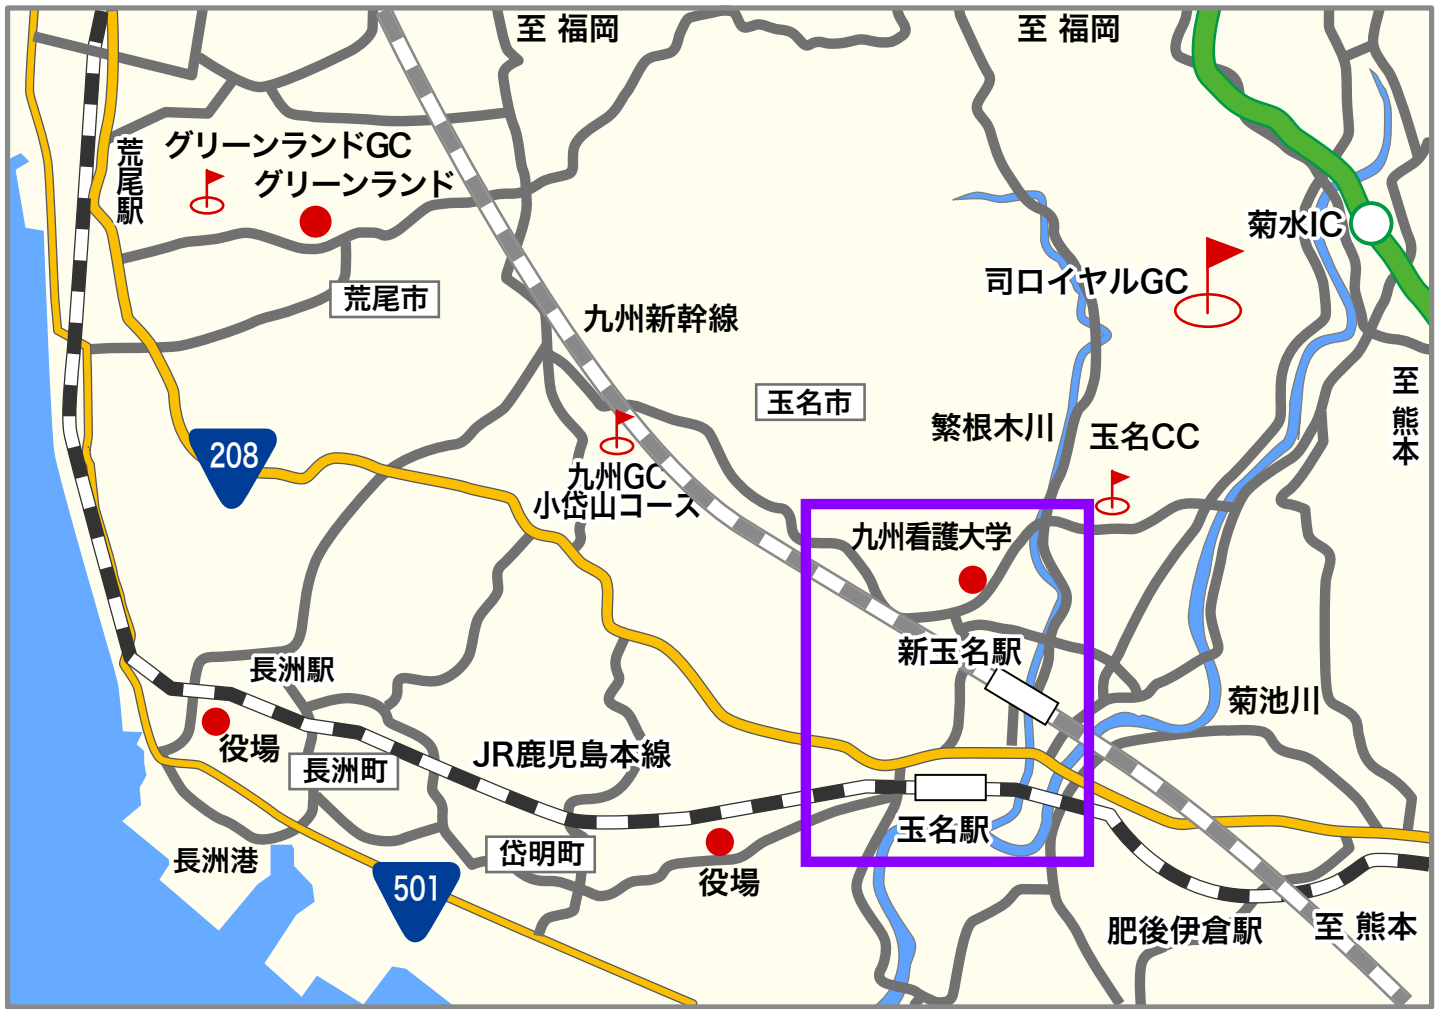 至 福岡
至 福岡
荒尾駅
グリーンランドGC
グリーンランド
菊水IC
司ロイヤルGC
荒尾市
九州新幹線
玉名市
至 熊本
繁根木川
玉名CC
208
九州GC
小岱山コース
九州看護大学
新玉名駅
長洲駅
菊池川
役場
長洲町
JR鹿児島本線
玉名駅
長洲港
岱明町
役場
501
肥後伊倉駅
至 熊本